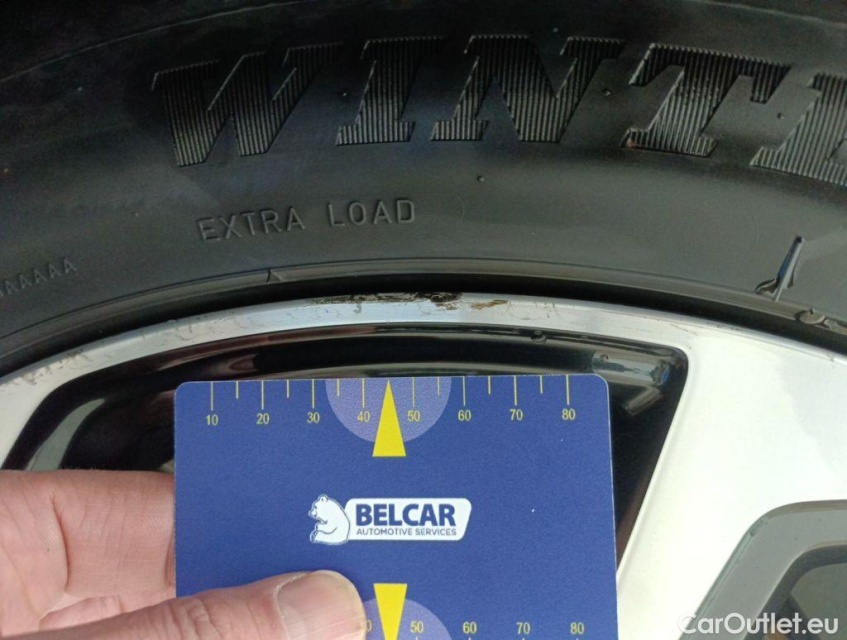 WINT
EXTRA LOAD
10 20 30 40 50 60 70 80
BELCAR
AUTOMOTIVE SERVICES
50 60 70 80
CarOutlet.eu